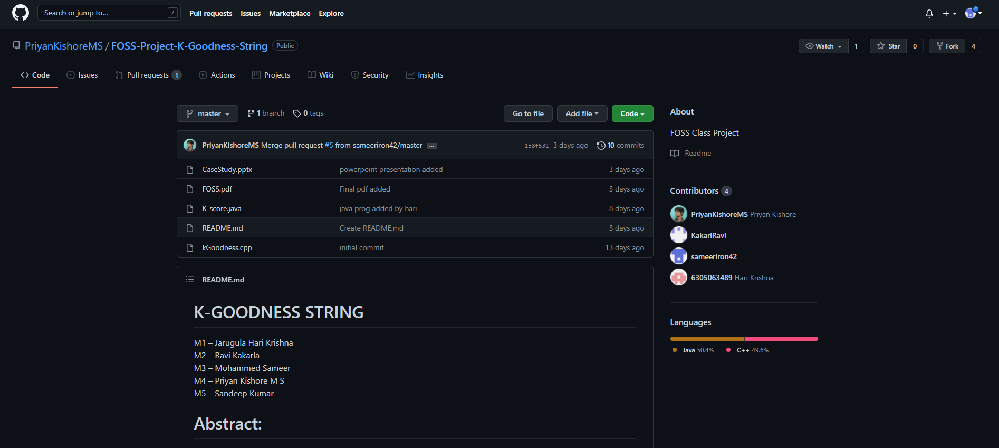 Search or jump to... /
Pull requests Issues Marketplace Explore
PriyanKishoreMS / FOSS-Project-K-Goodness-String Public
Watch 1 Star 0 Fork 4
Code Issues Pull requests 1 Actions Projects Wiki Security Insights
master 1 branch 0 tags Go to file Add file Code
PriyanKishoreMS Merge pull request #5 from sameeriron42/master ... 158f531 3 days ago 10 commits
CaseStudy.pptx powerpoint presentation added 3 days ago
FOSS.pdf Final pdf added 3 days ago
K_score.java java prog added by hari 8 days ago
README.md Create README.md 3 days ago
kGoodness.cpp initial commit 13 days ago
README.md
K-GOODNESS STRING
M1 – Jarugula Hari Krishna
M2 – Ravi Kakarla
M3 – Mohammed Sameer
M4 – Priyan Kishore M S
M5 – Sandeep Kumar
Abstract:
About
FOSS Class Project
Readme
Contributors 4
PriyanKishoreMS Priyan Kishore
KakarlRavi
sameeriron42
6305063489 Hari Krishna
Languages
Java 50.4% C++ 49.6%